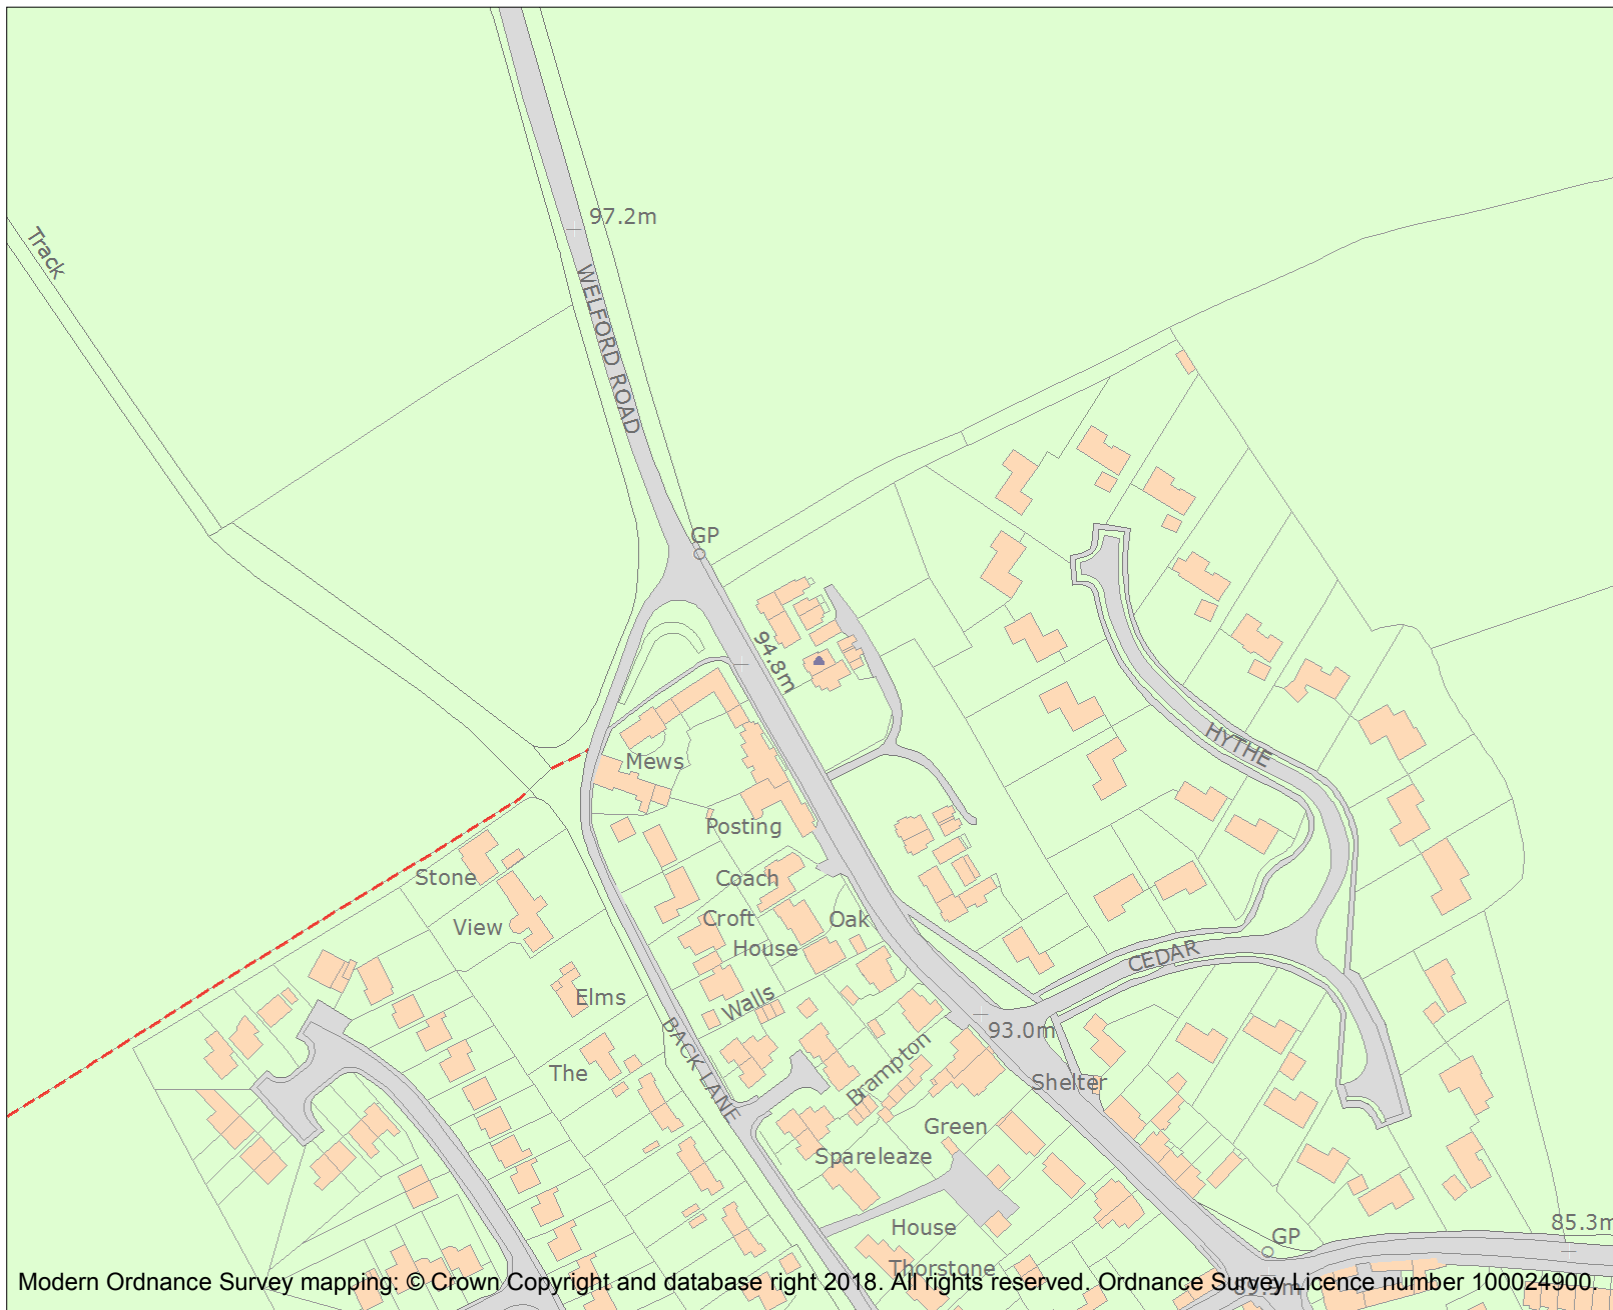 97.2m
Track
WELFORD ROAD
GP
94.8m
HYTHE
Mews
Posting
Stone
Coach
Croft
Oak
View
House
CEDAR
Elms
Walls
BACK LANE
93.0m
The
Brampton
Shelter
Green
Spareleaze
House
85.3m
GP
Thorstone
89.9m
Modern Ordnance Survey mapping: © Crown Copyright and database right 2018. All rights reserved. Ordnance Survey Licence number 100024900.